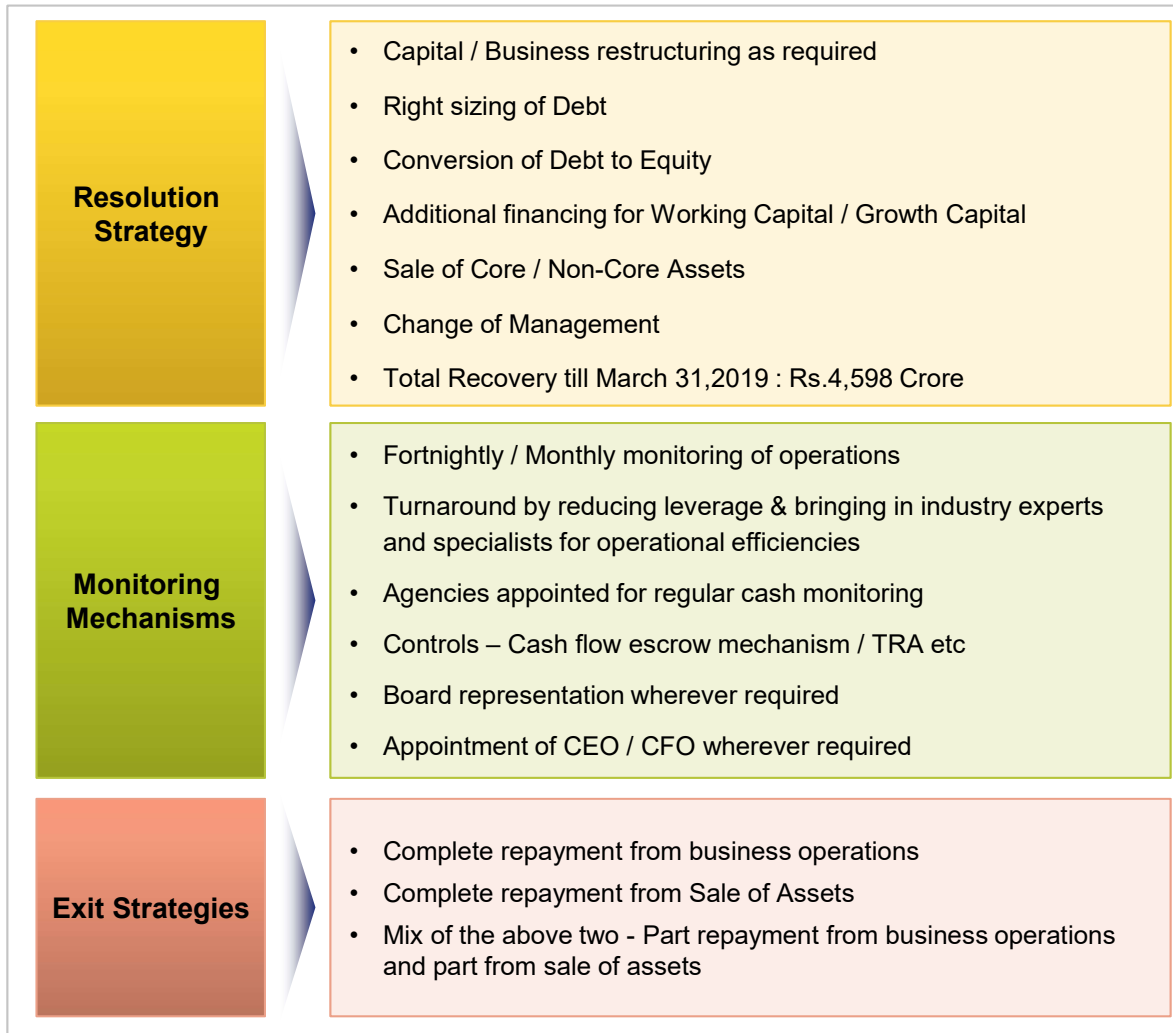 Resolution
Strategy
• Capital / Business restructuring as required
• Right sizing of Debt
• Conversion of Debt to Equity
• Additional financing for Working Capital / Growth Capital
• Sale of Core / Non-Core Assets
• Change of Management
• Total Recovery till March 31,2019 : Rs.4,598 Crore
Monitoring
Mechanisms
• Fortnightly / Monthly monitoring of operations
• Turnaround by reducing leverage & bringing in industry experts
and specialists for operational efficiencies
• Agencies appointed for regular cash monitoring
• Controls – Cash flow escrow mechanism / TRA etc
• Board representation wherever required
• Appointment of CEO / CFO wherever required
Exit Strategies
• Complete repayment from business operations
• Complete repayment from Sale of Assets
• Mix of the above two - Part repayment from business operations
and part from sale of assets